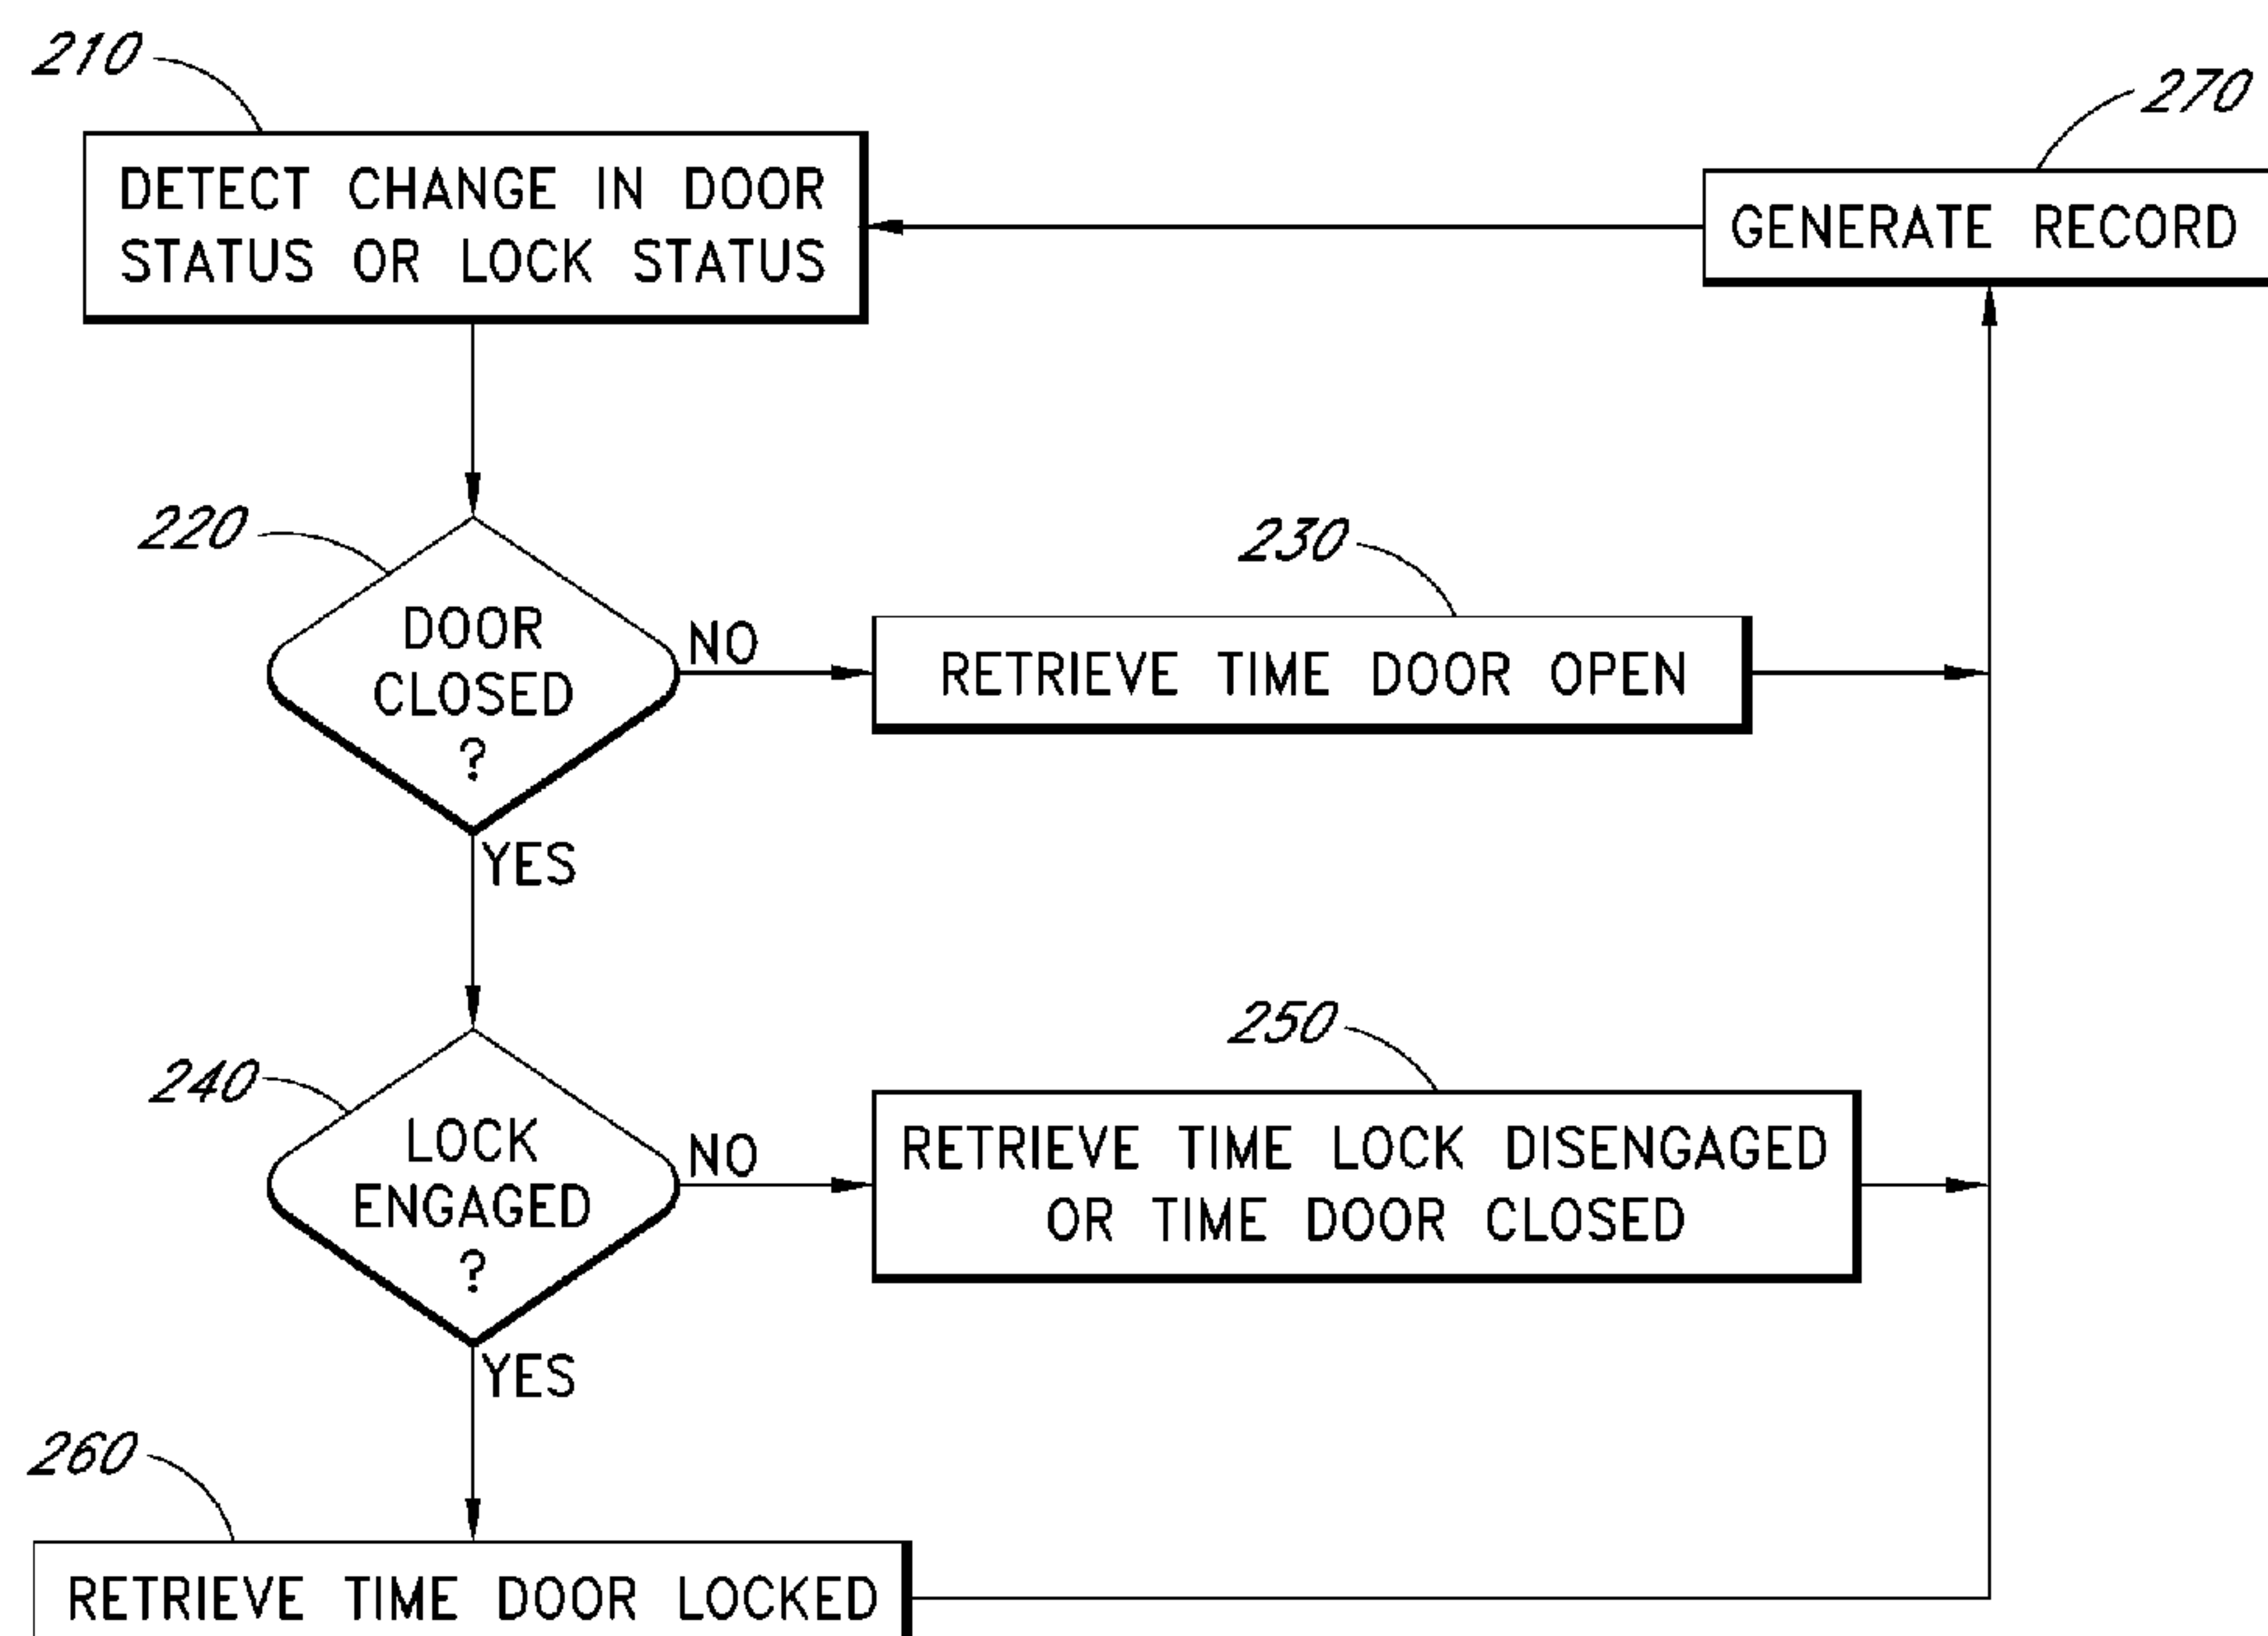 210
270
DETECT CHANGE IN DOOR
STATUS OR LOCK STATUS
GENERATE RECORD
220
230
DOOR
CLOSED
?
NO
RETRIEVE TIME DOOR OPEN
YES
240
250
LOCK
ENGAGED
?
NO
RETRIEVE TIME LOCK DISENGAGED
OR TIME DOOR CLOSED
YES
260
RETRIEVE TIME DOOR LOCKED